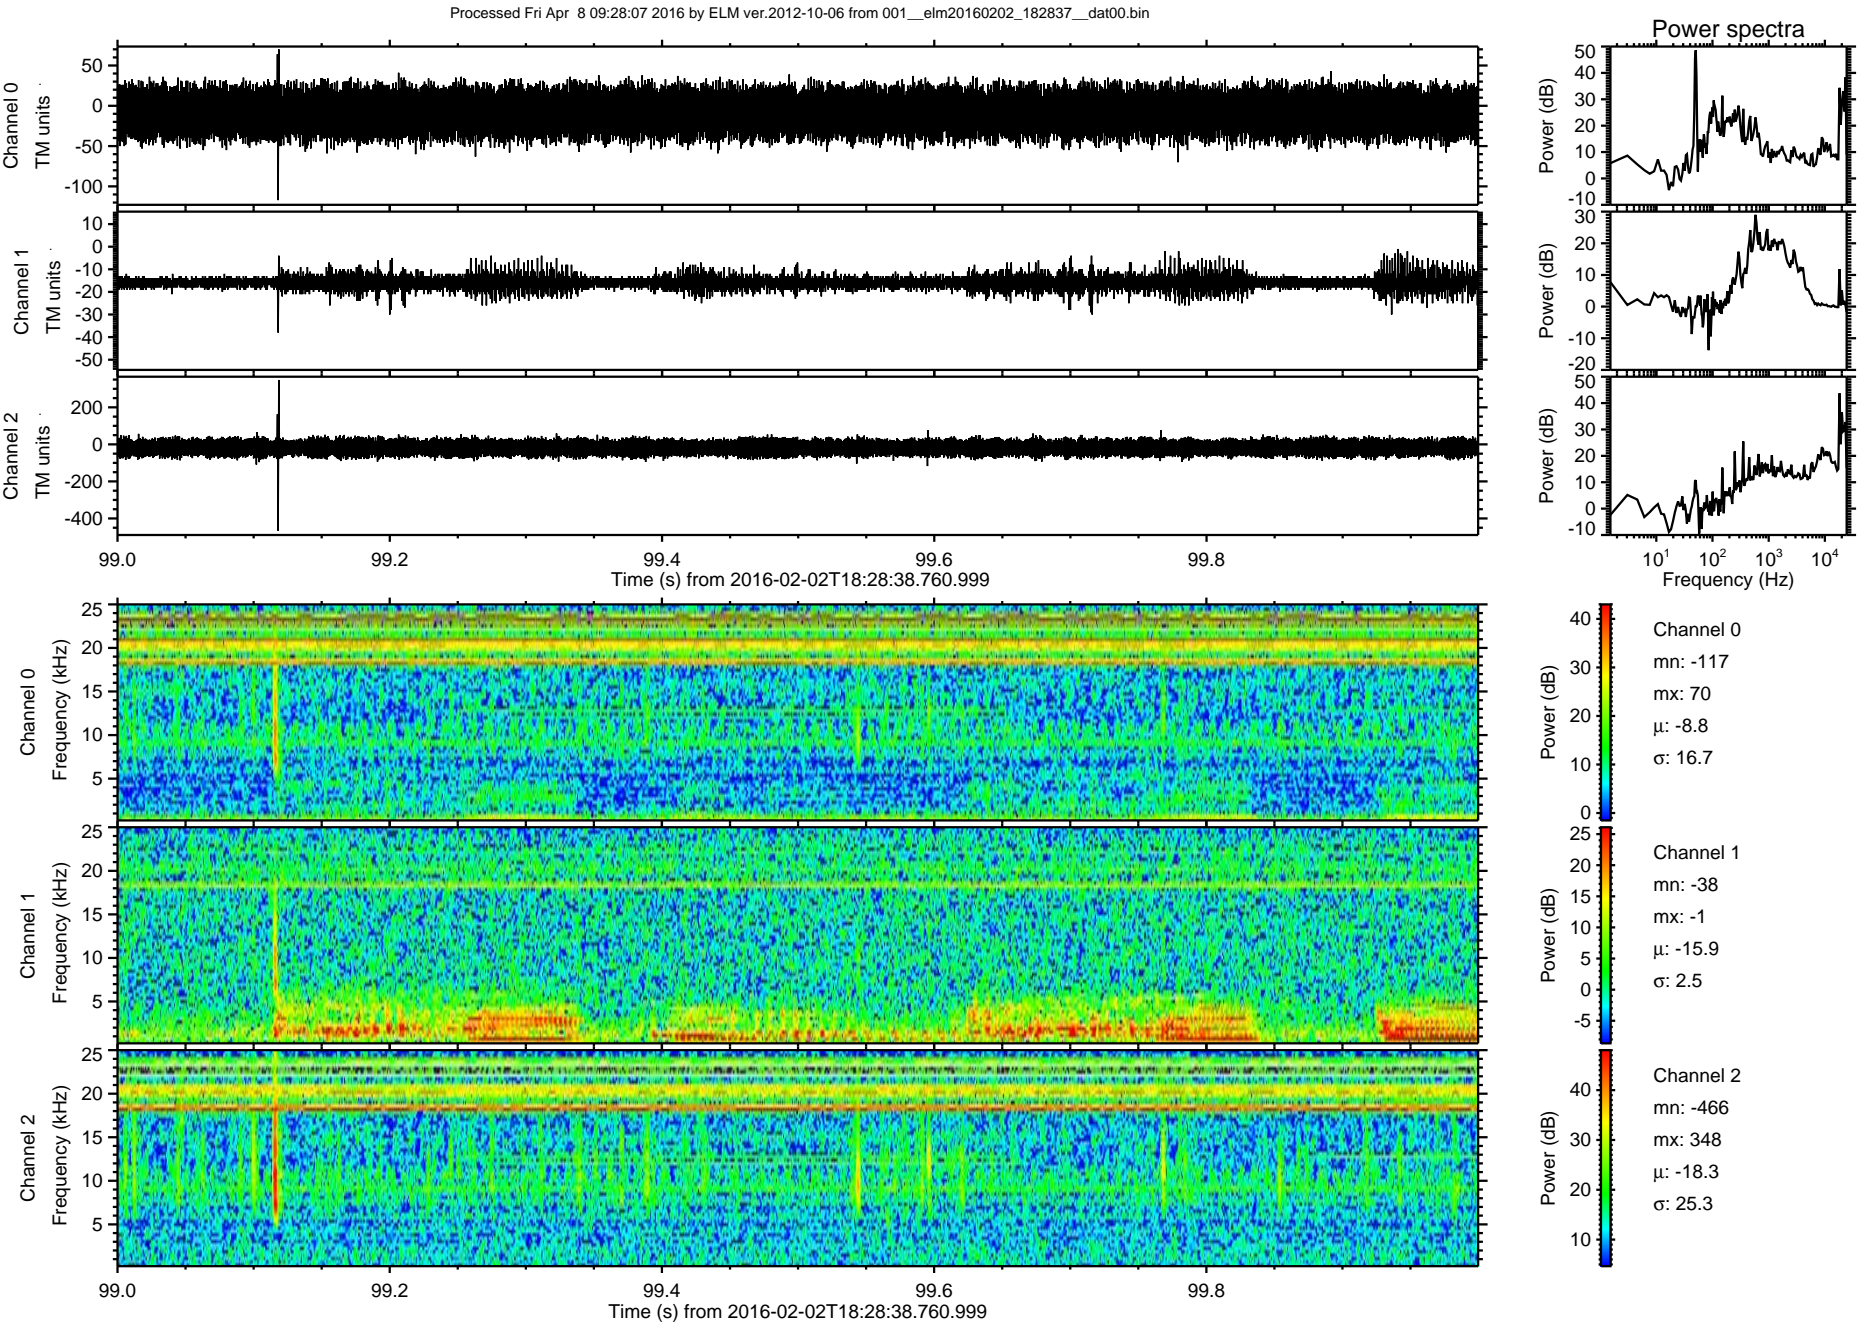 Processed Fri Apr  8 09:28:07 2016 by ELM ver.2012-10-06 from 001__elm20160202_182837__dat00.bin
Power spectra
Channel 0
TM units
50
0
-50
-100
Power (dB)
50
40
30
20
10
0
-10
Channel 1
TM units
10
0
-10
-20
-30
-40
-50
Power (dB)
30
20
10
0
-10
-20
Channel 2
TM units
200
0
-200
-400
Power (dB)
50
40
30
20
10
0
-10
99.0 99.2 99.4 99.6 99.8
Time (s) from 2016-02-02T18:28:38.760.999
10¹ 10² 10³ 10⁴
Frequency (Hz)
Channel 0
Frequency (kHz)
25
20
15
10
5
Power (dB)
40
30
20
10
0
Channel 0
mn: -117
mx: 70
μ: -8.8
σ: 16.7
Channel 1
Frequency (kHz)
25
20
15
10
5
Power (dB)
25
20
15
10
5
0
-5
Channel 1
mn: -38
mx: -1
μ: -15.9
σ: 2.5
Channel 2
Frequency (kHz)
25
20
15
10
5
Power (dB)
40
30
20
10
Channel 2
mn: -466
mx: 348
μ: -18.3
σ: 25.3
99.0 99.2 99.4 99.6 99.8
Time (s) from 2016-02-02T18:28:38.760.999